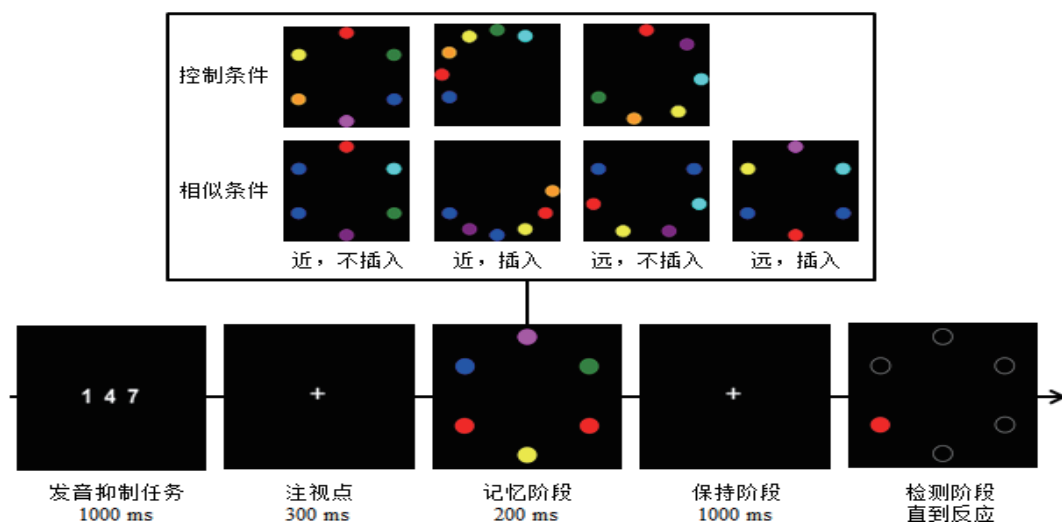 控制条件
相似条件
近，不插入 近，插入 远，不插入 远，插入
1 4 7 + +
发音抑制任务 注视点 记忆阶段 保持阶段 检测阶段
1000 ms 300 ms 200 ms 1000 ms 直到反应